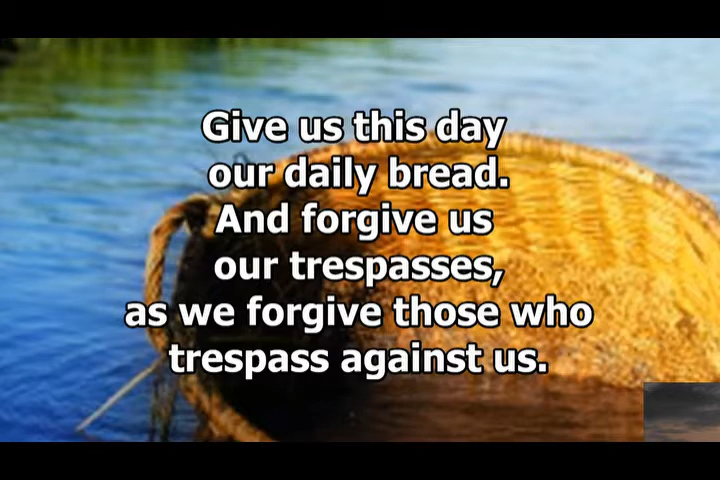 Give us this day
our daily bread.
And forgive us
our trespasses,
as we forgive those who
trespass against us.